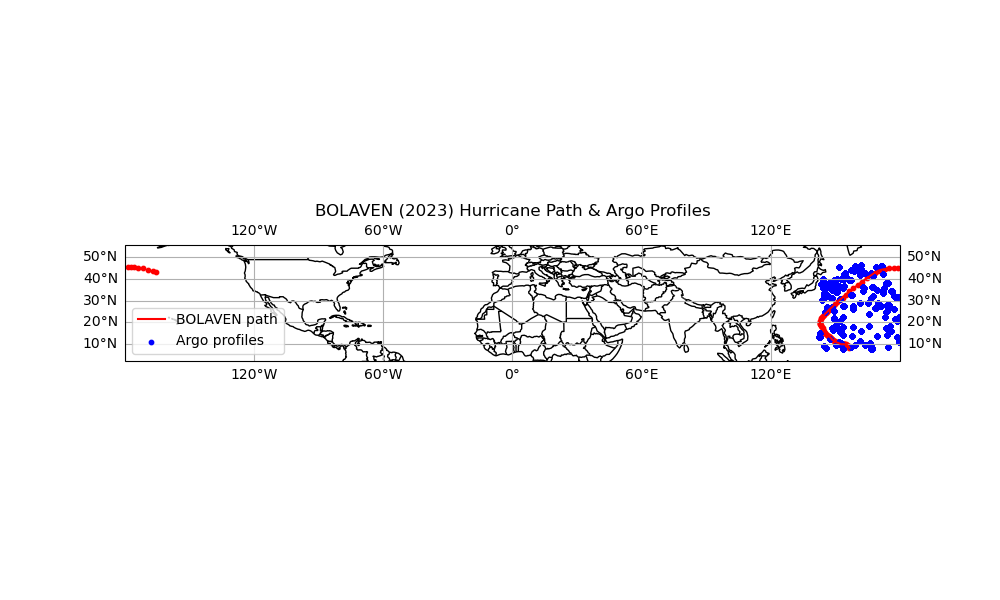 BOLAVEN (2023) Hurricane Path & Argo Profiles
120°W 60°W 0° 60°E 120°E
50°N 50°N
40°N 40°N
30°N 30°N
20°N 20°N
10°N 10°N
BOLAVEN path
Argo profiles
120°W 60°W 0° 60°E 120°E